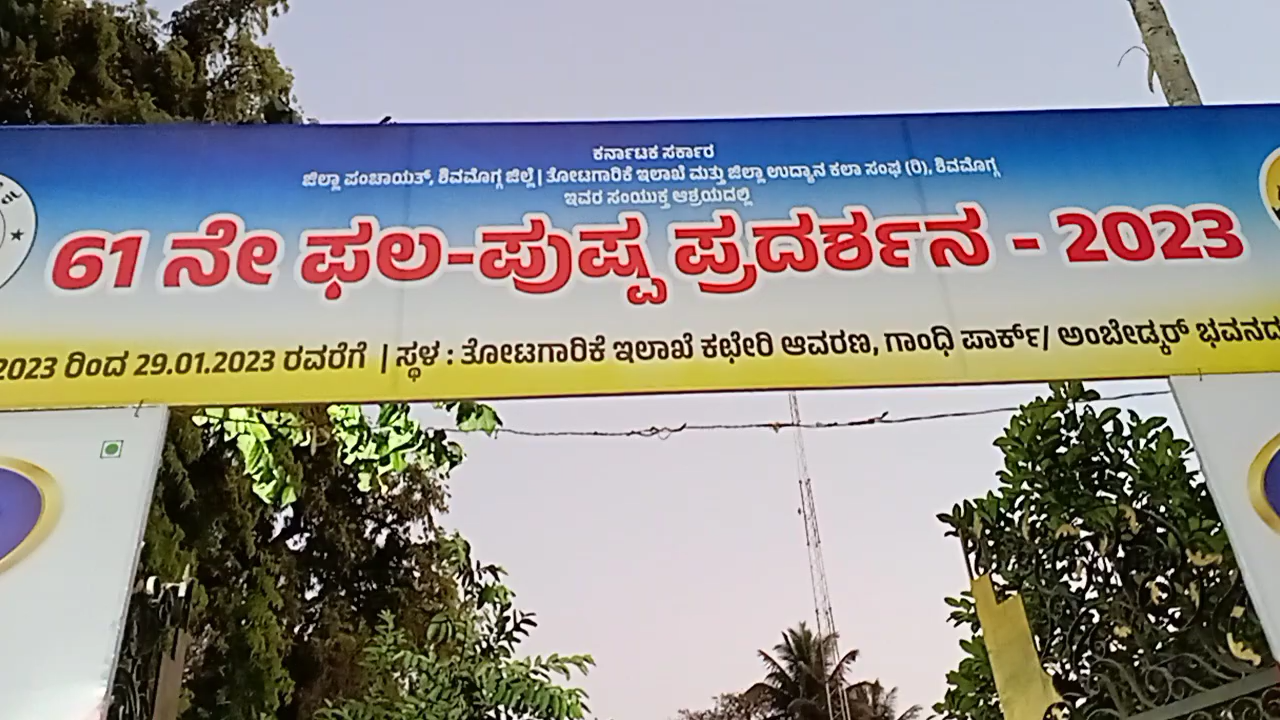 ಕರ್ನಾಟಕ ಸರ್ಕಾರ
ಜಿಲ್ಲಾ ಪಂಚಾಯತ್, ಶಿವಮೊಗ್ಗ ಜಿಲ್ಲೆ | ತೋಟಗಾರಿಕೆ ಇಲಾಖೆ ಮತ್ತು ಜಿಲ್ಲಾ ಉದ್ಯಾನ ಕಲಾ ಸಂಘ (ರಿ), ಶಿವಮೊಗ್ಗ
ಇವರ ಸಂಯುಕ್ತ ಆಶ್ರಯದಲ್ಲಿ
61 ನೇ ಫಲ-ಪುಷ್ಪ ಪ್ರದರ್ಶನ - 2023
2023 ರಿಂದ 29.01.2023 ರವರೆಗೆ | ಸ್ಥಳ : ತೋಟಗಾರಿಕೆ ಇಲಾಖೆ ಕಛೇರಿ ಆವರಣ, ಗಾಂಧಿ ಪಾರ್ಕ್/ ಅಂಬೇಡ್ಕರ್ ಭವನದ